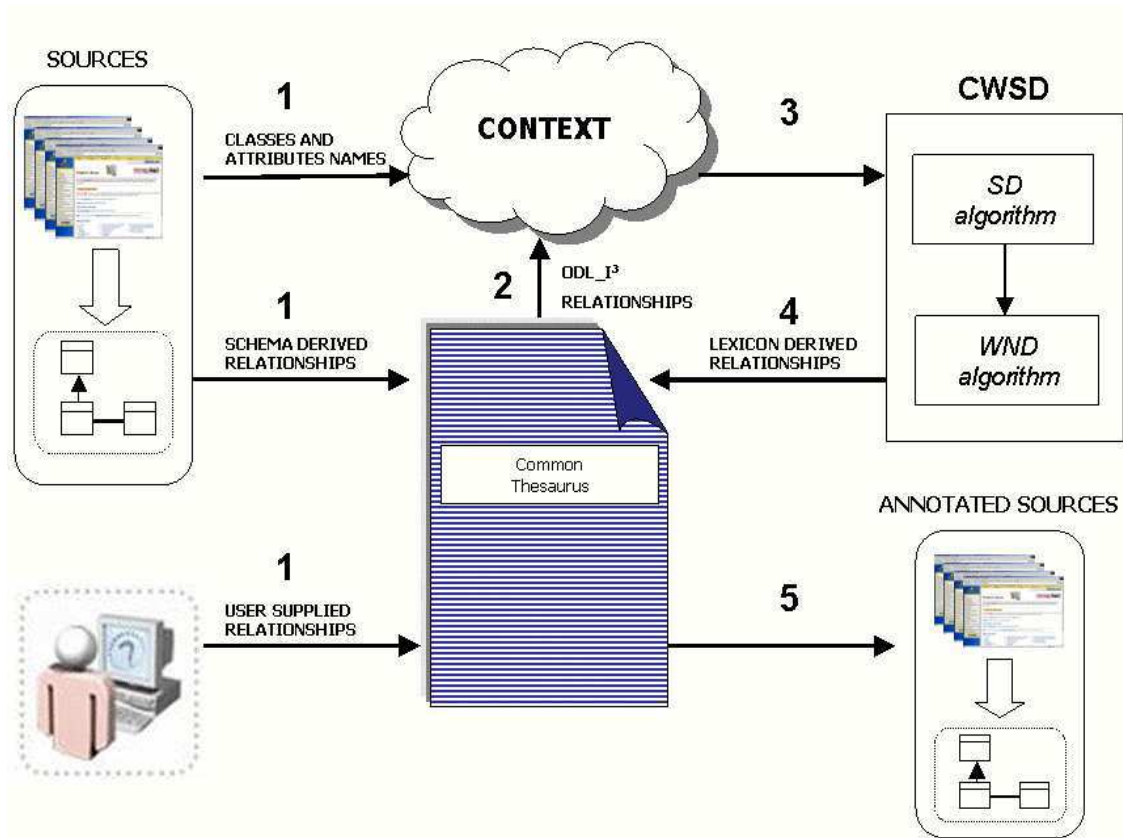 SOURCES
1
CLASSES AND
ATTRIBUTES NAMES
CONTEXT
3
CWSD
SD
algorithm
WND
algorithm
2
ODL_I³
RELATIONSHIPS
1
SCHEMA DERIVED
RELATIONSHIPS
4
LEXICON DERIVED
RELATIONSHIPS
Common
Thesaurus
ANNOTATED SOURCES
1
USER SUPPLIED
RELATIONSHIPS
5